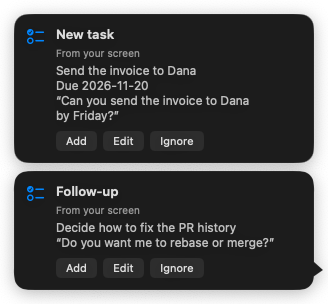 New task
From your screen
Send the invoice to Dana
Due 2026-11-20
“Can you send the invoice to Dana
by Friday?”
Add Edit Ignore
Follow-up
From your screen
Decide how to fix the PR history
“Do you want me to rebase or merge?”
Add Edit Ignore